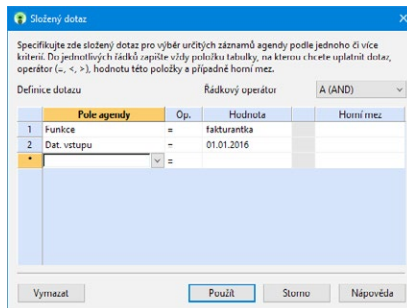 Složený dotaz
Specifikujte zde složený dotaz pro výběr určitých záznamů agendy podle jednoho či více
kriterií. Do jednotlivých řádků zapište vždy položku tabulky, na kterou chcete uplatnit dotaz,
operátor (=, <, >), hodnotu této položky a případně horní mez.
Definice dotazu Řádkový operátor A (AND)
Pole agendy Op. Hodnota Horní mez
1 Funkce = fakturantka
2 Dat. vstupu = 01.01.2016
* =
Vymazat Použít Storno Nápověda